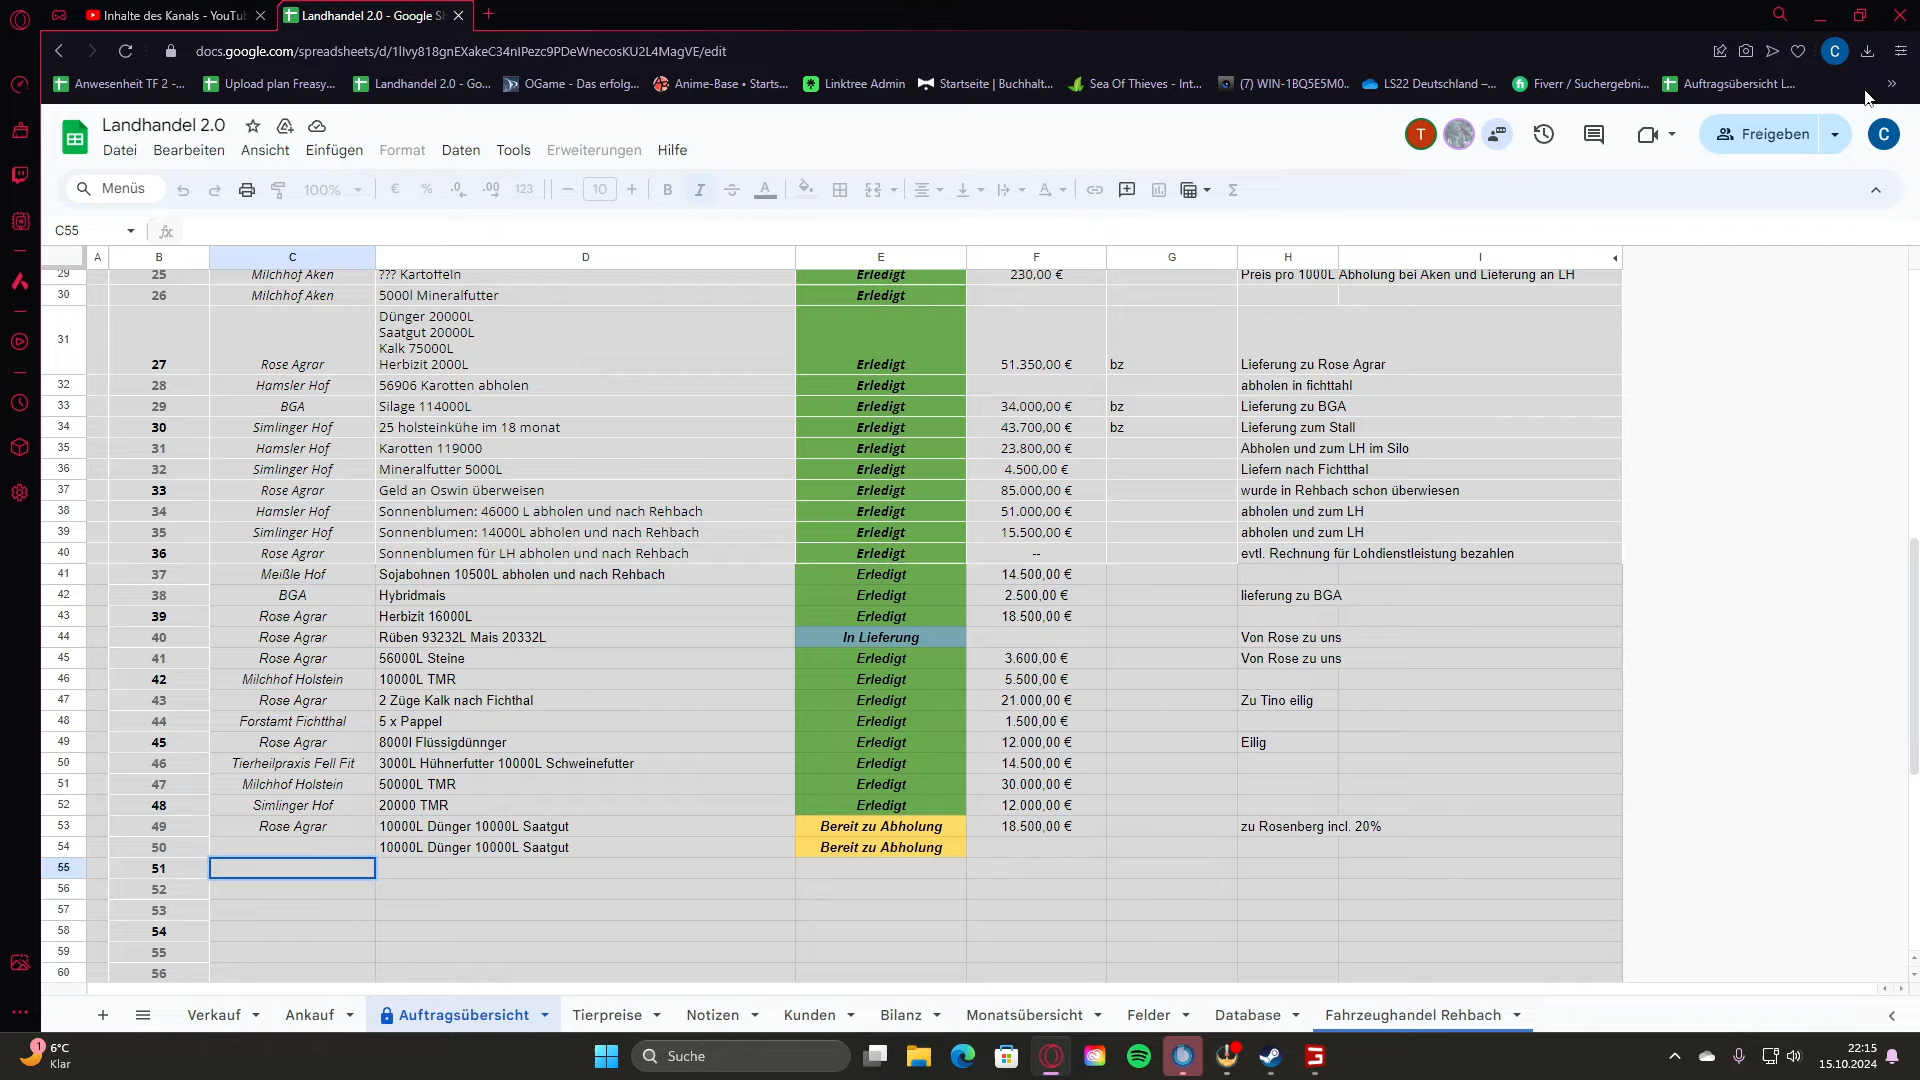 Inhalte des Kanals - YouTu
Landhandel 2.0 - Google S
docs.google.com/spreadsheets/d/1lIvy818gnEXakeC34nIPezc9PDeWnecosKU2L4MagVE/edit
C
Anwesenheit TF 2 -...
Upload plan Freasy...
Landhandel 2.0 - Go...
OGame - Das erfolg...
Anime-Base • Starts...
Linktree Admin
Startseite | Buchhalt...
Sea Of Thieves - Int...
(7) WIN-1BQ5E5M0...
LS22 Deutschland –...
Fiverr / Suchergebni...
Auftragsübersicht L...
»
Landhandel 2.0
T
Freigeben
C
Datei Bearbeiten Ansicht Einfügen Format Daten Tools Erweiterungen Hilfe
Menüs 100% € % .0 .00 123 − 10 + B I S A Σ
C55 fx
A B C D E F G H I
29 25 Milchhof Aken ??? Kartoffeln Erledigt 230,00 € Preis pro 1000L Abholung bei Aken und Lieferung an LH
30 26 Milchhof Aken 5000l Mineralfutter Erledigt
Dünger 20000L
Saatgut 20000L
31 Kalk 75000L
27 Rose Agrar Herbizit 2000L Erledigt 51.350,00 € bz Lieferung zu Rose Agrar
32 28 Hamsler Hof 56906 Karotten abholen Erledigt abholen in fichttahl
33 29 BGA Silage 114000L Erledigt 34.000,00 € bz Lieferung zu BGA
34 30 Simlinger Hof 25 holsteinkühe im 18 monat Erledigt 43.700,00 € bz Lieferung zum Stall
35 31 Hamsler Hof Karotten 119000 Erledigt 23.800,00 € Abholen und zum LH im Silo
36 32 Simlinger Hof Mineralfutter 5000L Erledigt 4.500,00 € Liefern nach Fichtthal
37 33 Rose Agrar Geld an Oswin überweisen Erledigt 85.000,00 € wurde in Rehbach schon überwiesen
38 34 Hamsler Hof Sonnenblumen: 46000 L abholen und nach Rehbach Erledigt 51.000,00 € abholen und zum LH
39 35 Simlinger Hof Sonnenblumen: 14000L abholen und nach Rehbach Erledigt 15.500,00 € abholen und zum LH
40 36 Rose Agrar Sonnenblumen für LH abholen und nach Rehbach Erledigt -- evtl. Rechnung für Lohdienstleistung bezahlen
41 37 Meißle Hof Sojabohnen 10500L abholen und nach Rehbach Erledigt 14.500,00 €
42 38 BGA Hybridmais Erledigt 2.500,00 € lieferung zu BGA
43 39 Rose Agrar Herbizit 16000L Erledigt 18.500,00 €
44 40 Rose Agrar Rüben 93232L Mais 20332L In Lieferung Von Rose zu uns
45 41 Rose Agrar 56000L Steine Erledigt 3.600,00 € Von Rose zu uns
46 42 Milchhof Holstein 10000L TMR Erledigt 5.500,00 €
47 43 Rose Agrar 2 Züge Kalk nach Fichthal Erledigt 21.000,00 € Zu Tino eilig
48 44 Forstamt Fichtthal 5 x Pappel Erledigt 1.500,00 €
49 45 Rose Agrar 8000l Flüssigdünnger Erledigt 12.000,00 € Eilig
50 46 Tierheilpraxis Fell Fit 3000L Hühnerfutter 10000L Schweinefutter Erledigt 14.500,00 €
51 47 Milchhof Holstein 50000L TMR Erledigt 30.000,00 €
52 48 Simlinger Hof 20000 TMR Erledigt 12.000,00 €
53 49 Rose Agrar 10000L Dünger 10000L Saatgut Bereit zu Abholung 18.500,00 € zu Rosenberg incl. 20%
54 50 10000L Dünger 10000L Saatgut Bereit zu Abholung
55 51
56 52
57 53
58 54
59 55
60 56
Verkauf Ankauf Auftragsübersicht Tierpreise Notizen Kunden Bilanz Monatsübersicht Felder Database Fahrzeughandel Rehbach
1 6°C
Klar
Suche
22:15
15.10.2024